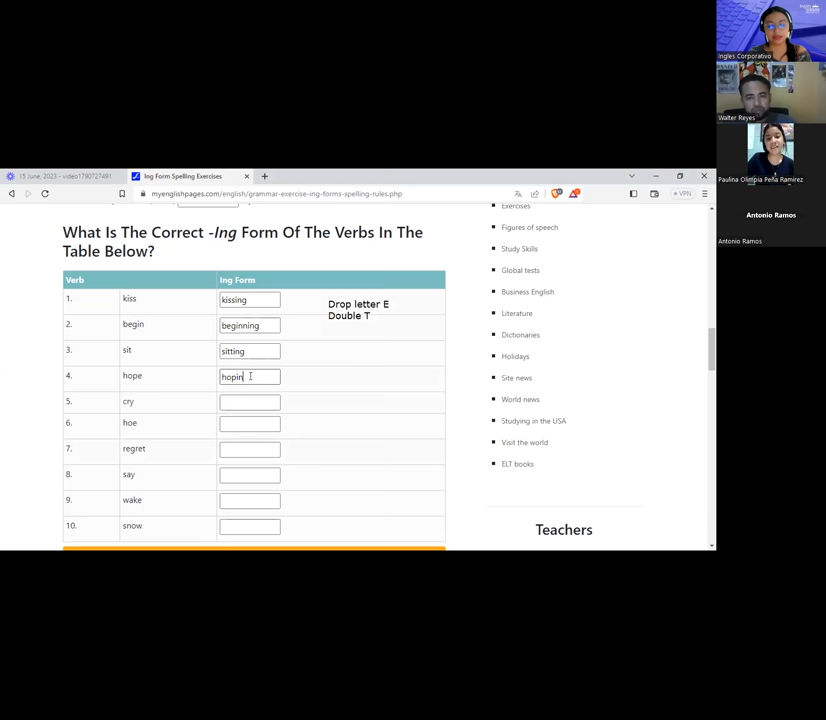 15 June, 2023 - video1790727491
Ing Form Spelling Exercises
myenglishpages.com/english/grammar-exercise-ing-forms-spelling-rules.php
VPN
What Is The Correct -Ing Form Of The Verbs In The
Table Below?
Verb Ing Form
1. kiss kissing
2. begin beginning
3. sit sitting
4. hope hopin
5. cry
6. hoe
7. regret
8. say
9. wake
10. snow
Drop letter E
Double T
Exercises
Figures of speech
Study Skills
Global tests
Business English
Literature
Dictionaries
Holidays
Site news
World news
Studying in the USA
Visit the world
ELT books
Teachers
Ingles Corporativo
Walter Reyes
Paulina Olimpia Peña Ramirez
Antonio Ramos
Antonio Ramos